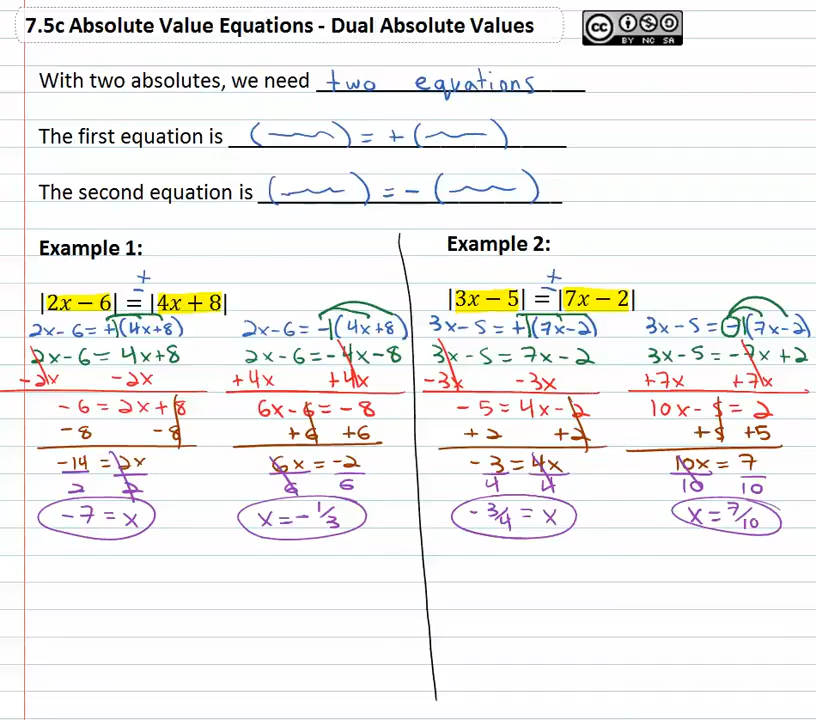 7.5c Absolute Value Equations - Dual Absolute Values
cc BY NC SA
With two absolutes, we need two equations
The first equation is (~~~) = + (~~~)
The second equation is (~~~) = - (~~~)
Example 1:
±
|2x − 6| = |4x + 8|
2x-6 = +1(4x+8)
2x-6 = 4x+8
-2x -2x
-6 = 2x+8
-8 -8
-14 = 2x
2 2
-7 = x
2x-6 = -1(4x+8)
2x-6 = -4x-8
+4x +4x
6x-6 = -8
+6 +6
6x = -2
6 6
x = -1/3
Example 2:
±
|3x − 5| = |7x − 2|
3x-5 = +1(7x-2)
3x-5 = 7x-2
-3x -3x
-5 = 4x-2
+2 +2
-3 = 4x
4 4
-3/4 = x
3x-5 = -1(7x-2)
3x-5 = -7x+2
+7x +7x
10x-5 = 2
+5 +5
10x = 7
10 10
x = 7/10